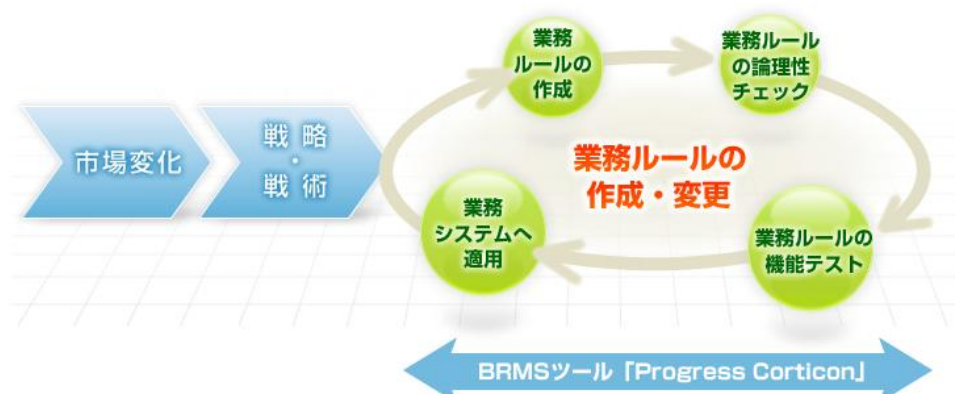 市場変化
戦略
・
戦術
業務
ルールの
作成
業務ルール
の論理性
チェック
業務ルールの
作成・変更
業務
システムへ
適用
業務ルールの
機能テスト
BRMSツール「Progress Corticon」